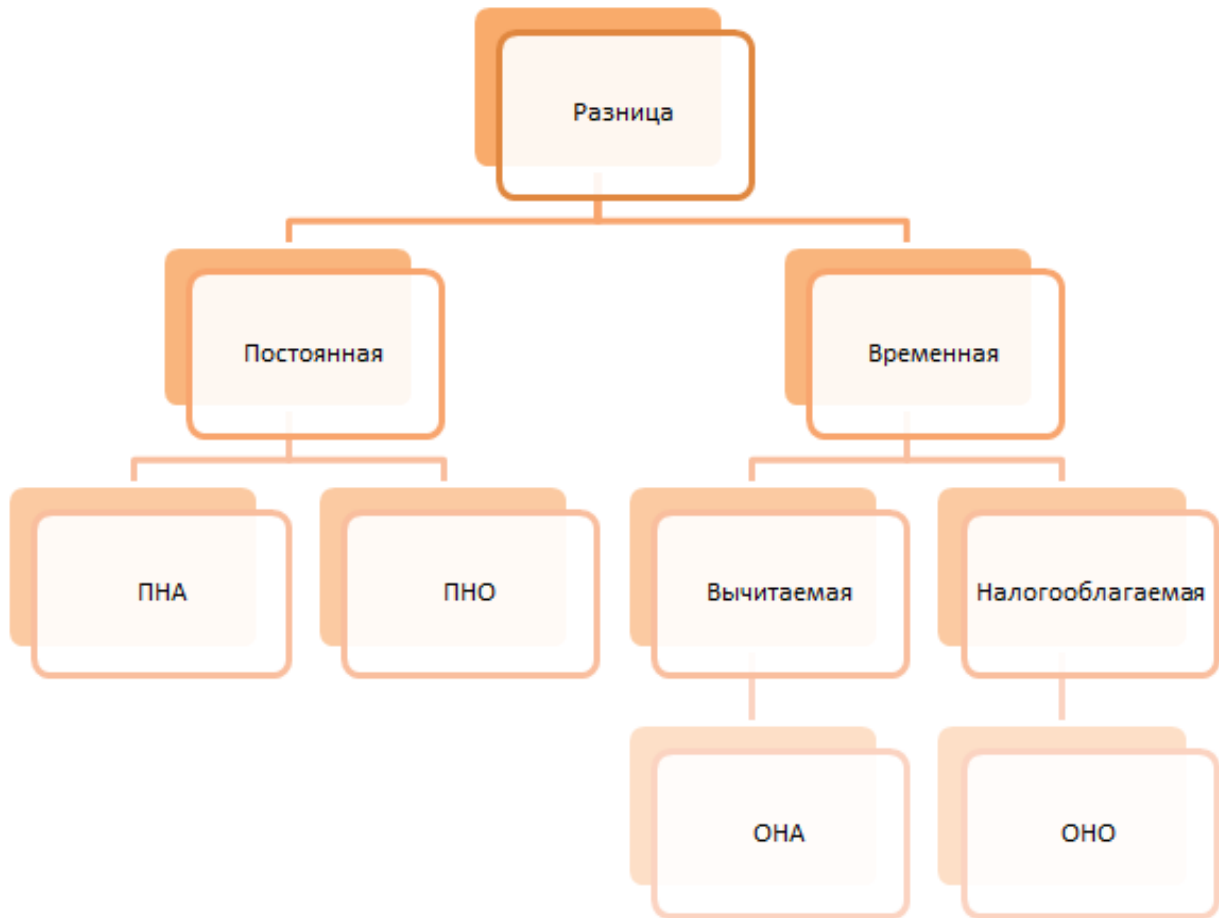 Разница
Постоянная
Временная
ПНА
ПНО
Вычитаемая
Налогооблагаемая
ОНА
ОНО